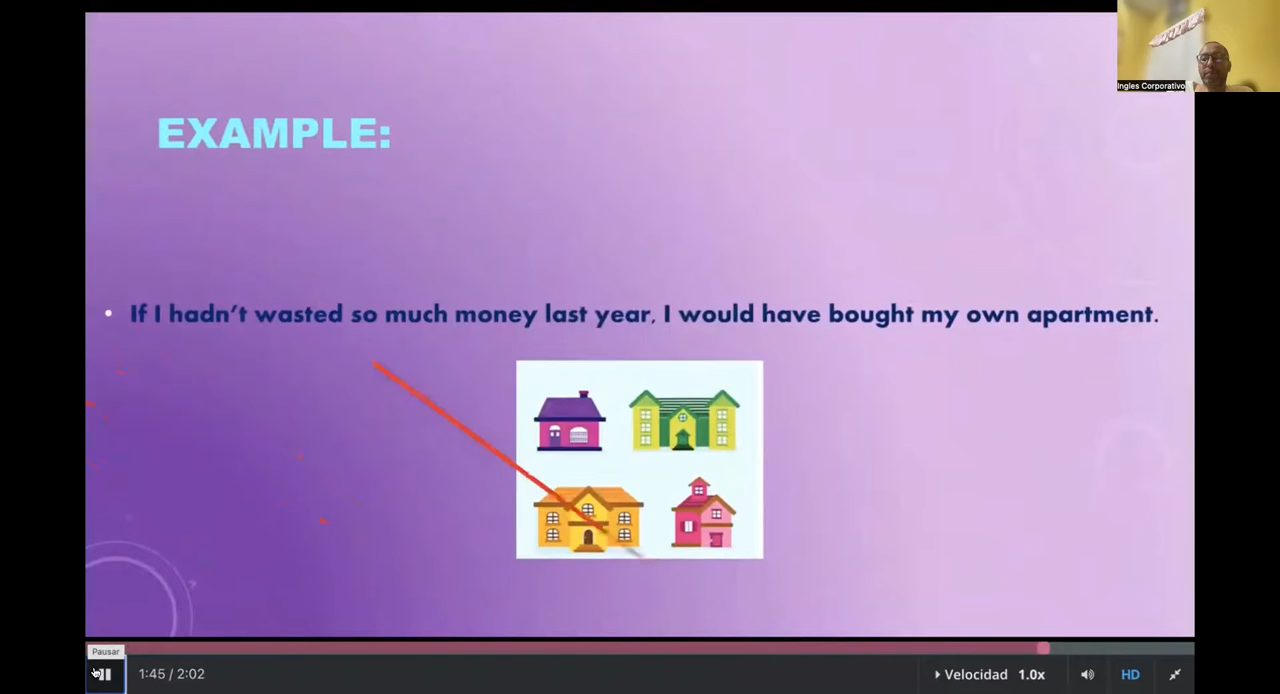 Ingles Corporativo
EXAMPLE:
• If I hadn't wasted so much money last year, I would have bought my own apartment.
Pausar
1:45 / 2:02
Velocidad 1.0x
HD